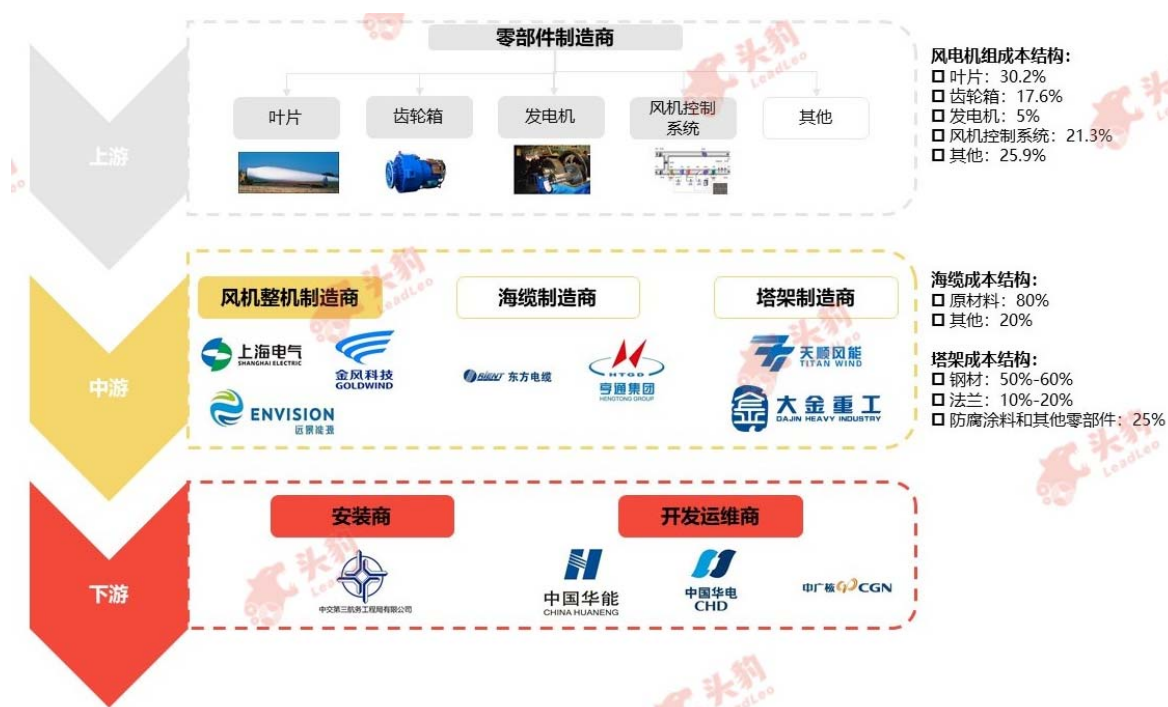 零部件制造商
叶片
齿轮箱
发电机
风机控制
系统
其他
上游
风电机组成本结构:
叶片: 30.2%
齿轮箱: 17.6%
发电机: 5%
风机控制系统: 21.3%
其他: 25.9%
中游
风机整机制造商
海缆制造商
塔架制造商
上海电气
SHANGHAI ELECTRIC
金风科技
GOLDWIND
ENVISION
远景能源
ORIENT 东方电缆
HTGD
亨通集团
HENGTONG GROUP
天顺风能
TITAN WIND
大金重工
DAJIN HEAVY INDUSTRY
海缆成本结构:
原材料: 80%
其他: 20%
塔架成本结构:
钢材: 50%-60%
法兰: 10%-20%
防腐涂料和其他零部件: 25%
下游
安装商
开发运维商
中交第三航务工程局有限公司
中国华能
CHINA HUANENG
中国华电
CHD
中广核 CGN
头豹
LeadLeo